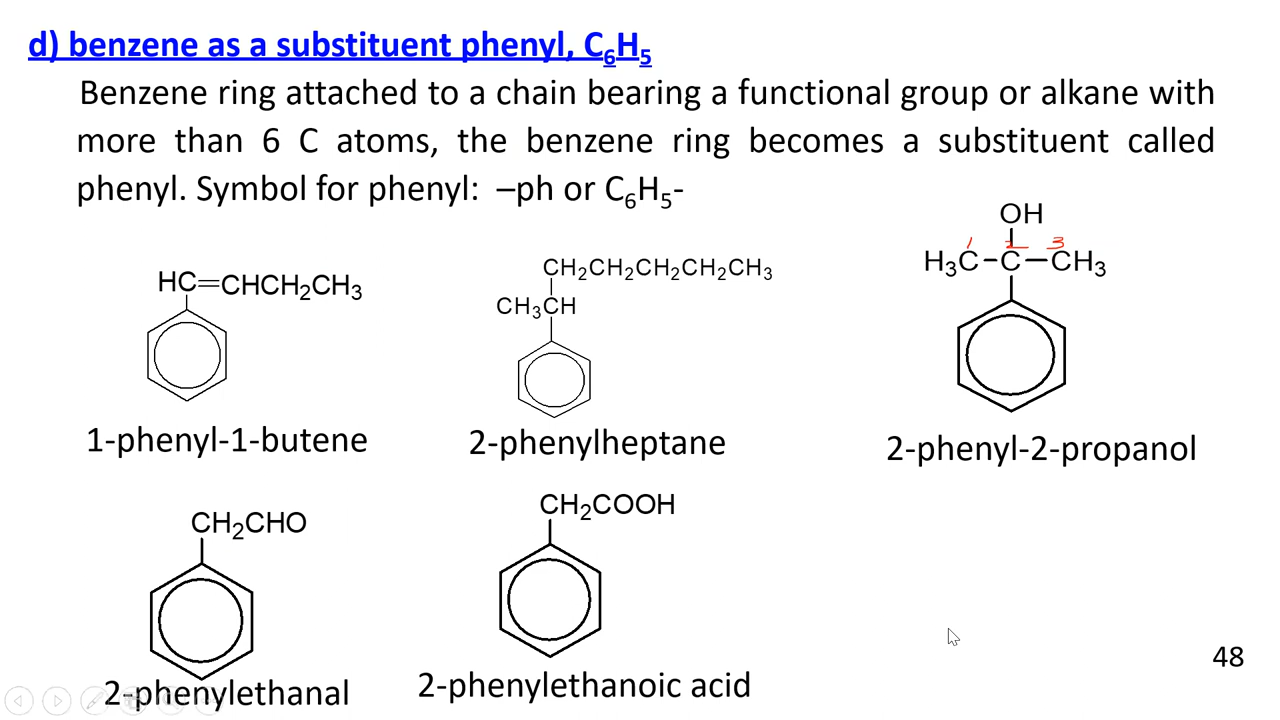 d) benzene as a substituent phenyl, C6H5
Benzene ring attached to a chain bearing a functional group or alkane with
more than 6 C atoms, the benzene ring becomes a substituent called
phenyl. Symbol for phenyl: –ph or C6H5-
OH
1 2 3
H3C–C–CH3
HC=CHCH2CH3
CH2CH2CH2CH2CH3
CH3CH
1-phenyl-1-butene
2-phenylheptane
2-phenyl-2-propanol
CH2CHO
CH2COOH
2-phenylethanal
2-phenylethanoic acid
48